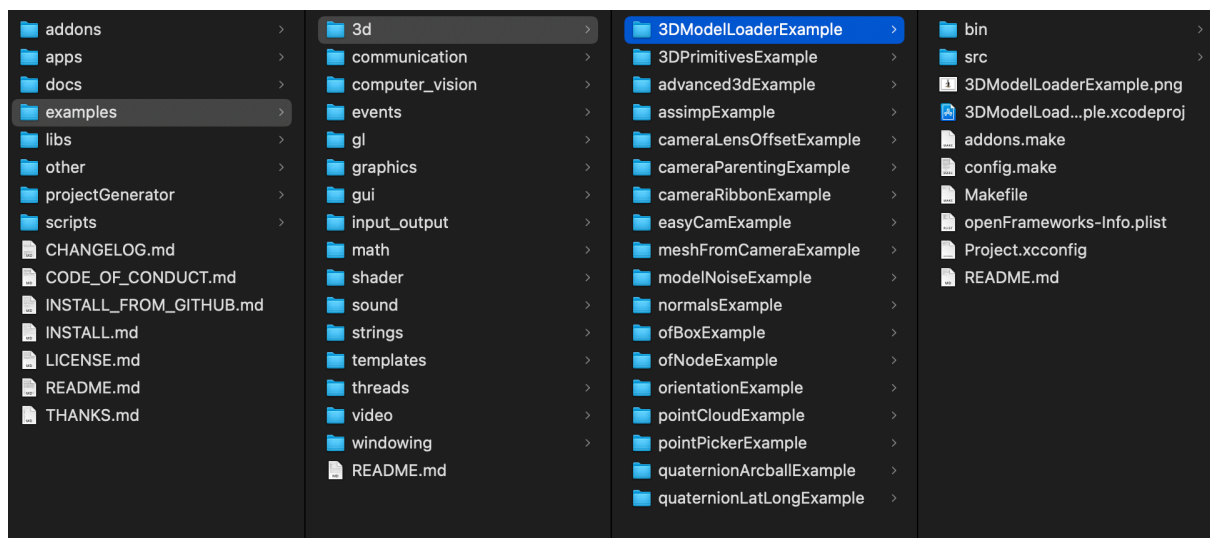 addons
apps
docs
examples
libs
other
projectGenerator
scripts
CHANGELOG.md
CODE_OF_CONDUCT.md
INSTALL_FROM_GITHUB.md
INSTALL.md
LICENSE.md
README.md
THANKS.md
3d
communication
computer_vision
events
gl
graphics
gui
input_output
math
shader
sound
strings
templates
threads
video
windowing
README.md
3DModelLoaderExample
3DPrimitivesExample
advanced3dExample
assimpExample
cameraLensOffsetExample
cameraParentingExample
cameraRibbonExample
easyCamExample
meshFromCameraExample
modelNoiseExample
normalsExample
ofBoxExample
ofNodeExample
orientationExample
pointCloudExample
pointPickerExample
quaternionArcballExample
quaternionLatLongExample
bin
src
3DModelLoaderExample.png
3DModelLoad...ple.xcodeproj
addons.make
config.make
Makefile
openFrameworks-Info.plist
Project.xcconfig
README.md